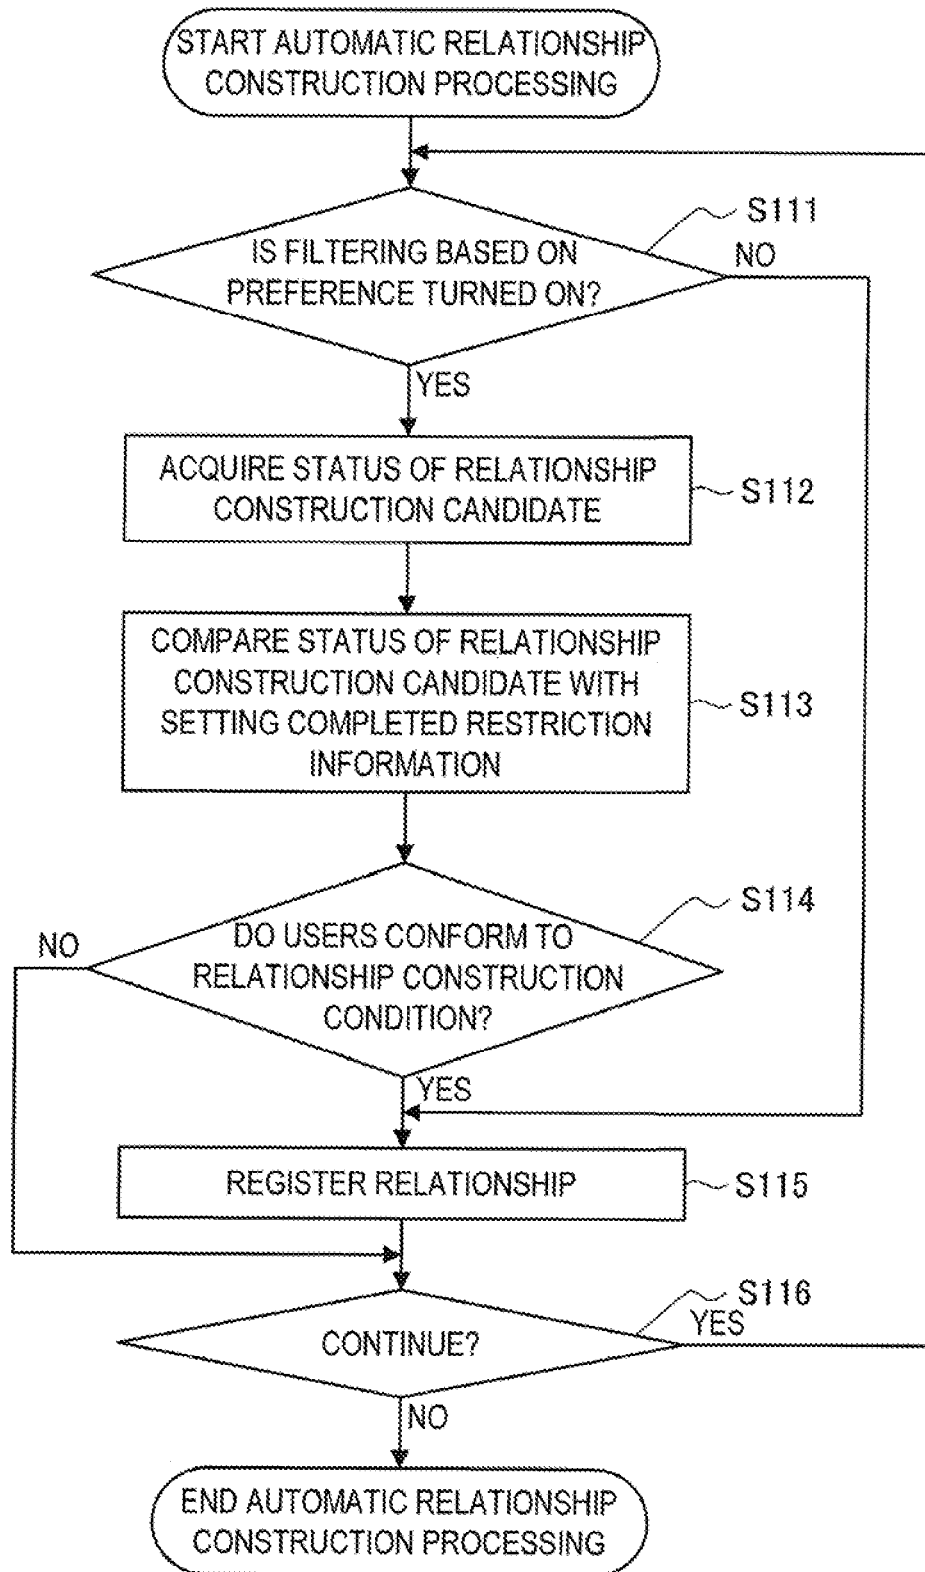 START AUTOMATIC RELATIONSHIP
CONSTRUCTION PROCESSING
S111
IS FILTERING BASED ON
PREFERENCE TURNED ON?
NO
YES
ACQUIRE STATUS OF RELATIONSHIP
CONSTRUCTION CANDIDATE
S112
COMPARE STATUS OF RELATIONSHIP
CONSTRUCTION CANDIDATE WITH
SETTING COMPLETED RESTRICTION
INFORMATION
S113
S114
NO
DO USERS CONFORM TO
RELATIONSHIP CONSTRUCTION
CONDITION?
YES
REGISTER RELATIONSHIP
S115
S116
YES
CONTINUE?
NO
END AUTOMATIC RELATIONSHIP
CONSTRUCTION PROCESSING